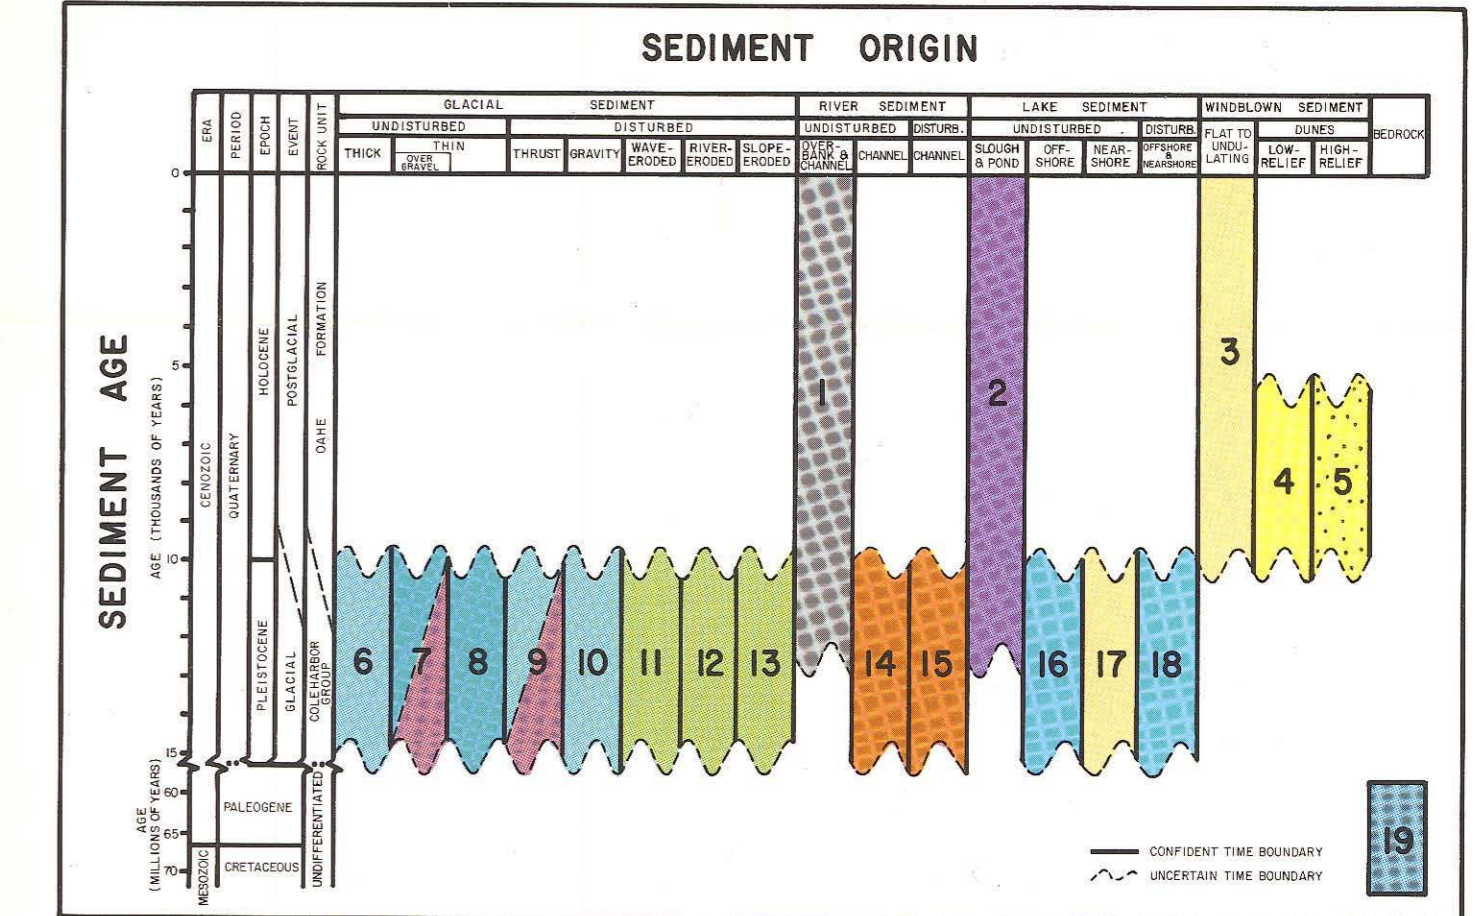 SEDIMENT ORIGIN
ERA
PERIOD
EPOCH
EVENT
ROCK UNIT
GLACIAL SEDIMENT
RIVER SEDIMENT
LAKE SEDIMENT
WINDBLOWN SEDIMENT
BEDROCK
UNDISTURBED
DISTURBED
UNDISTURBED
DISTURB.
UNDISTURBED
DISTURB.
FLAT TO
UNDU-
LATING
DUNES
THICK
THIN
OVER
GRAVEL
THRUST
GRAVITY
WAVE-
ERODED
RIVER-
ERODED
SLOPE-
ERODED
OVER-
BANK &
CHANNEL
CHANNEL
CHANNEL
SLOUGH
& POND
OFF-
SHORE
NEAR-
SHORE
OFFSHORE
&
NEARSHORE
LOW-
RELIEF
HIGH-
RELIEF
SEDIMENT AGE
AGE (THOUSANDS OF YEARS)
0
5
10
15
AGE
(MILLIONS OF YEARS)
60
65
70
CENOZOIC
MESOZOIC
QUATERNARY
HOLOCENE
PLEISTOCENE
POSTGLACIAL
GLACIAL
OAHE FORMATION
COLEHARBOR
GROUP
PALEOGENE
CRETACEOUS
UNDIFFERENTIATED
1
2
3
4
5
6
7
8
9
10
11
12
13
14
15
16
17
18
19
CONFIDENT TIME BOUNDARY
UNCERTAIN TIME BOUNDARY